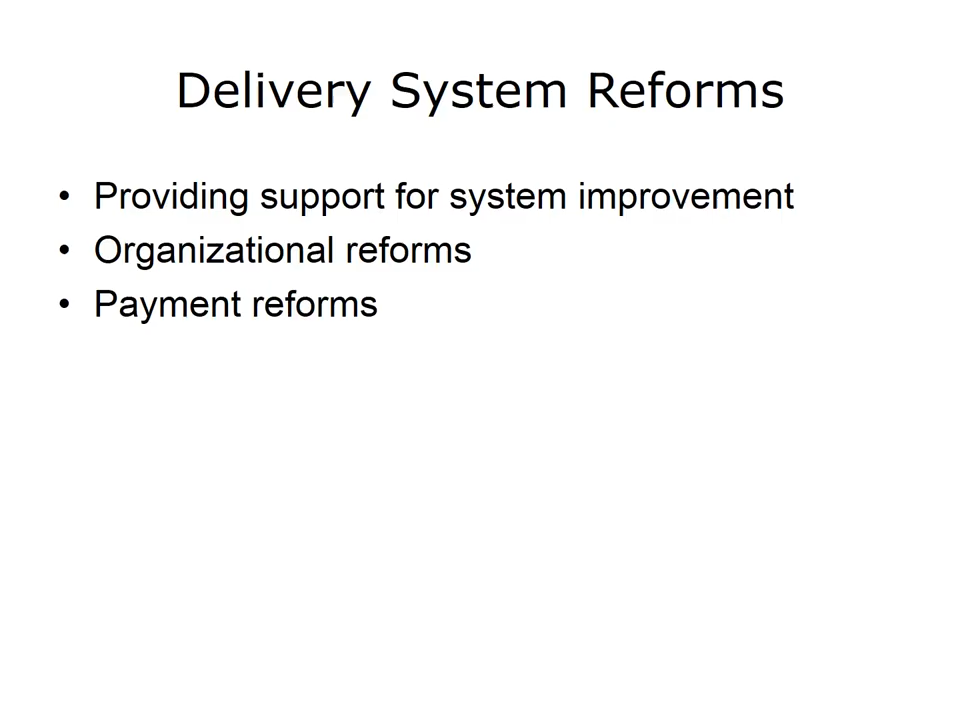 Delivery System Reforms
• Providing support for system improvement
• Organizational reforms
• Payment reforms